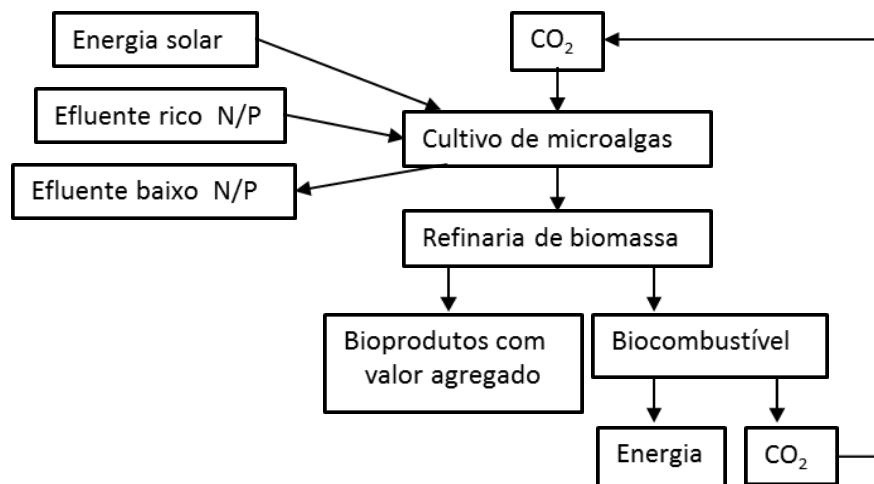 Energia solar
CO₂
Efluente rico N/P
Cultivo de microalgas
Efluente baixo N/P
Refinaria de biomassa
Bioprodutos com
valor agregado
Biocombustível
Energia
CO₂